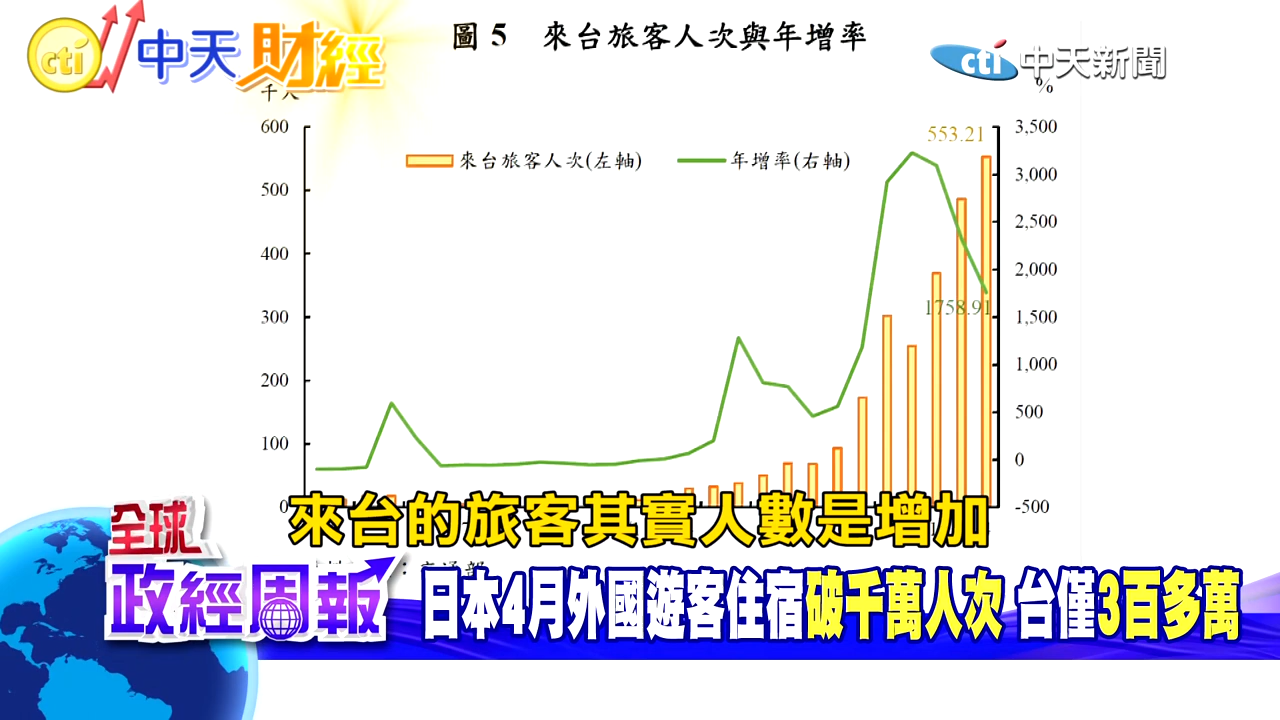 cti 中天財經
圖 5 來台旅客人次與年增率
cti 中天新聞
千人
%
600
500
400
300
200
100
0
來台旅客人次(左軸)
年增率(右軸)
553.21
1758.91
3,500
3,000
2,500
2,000
1,500
1,000
500
0
-500
來台的旅客其實人數是增加
全球
政經周報
日本4月外國遊客住宿破千萬人次 台僅3百多萬